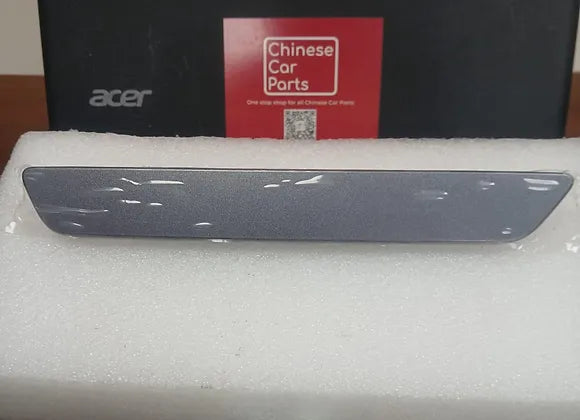 Chinese
Car
Parts
acer
One stop shop for all Chinese Car Parts